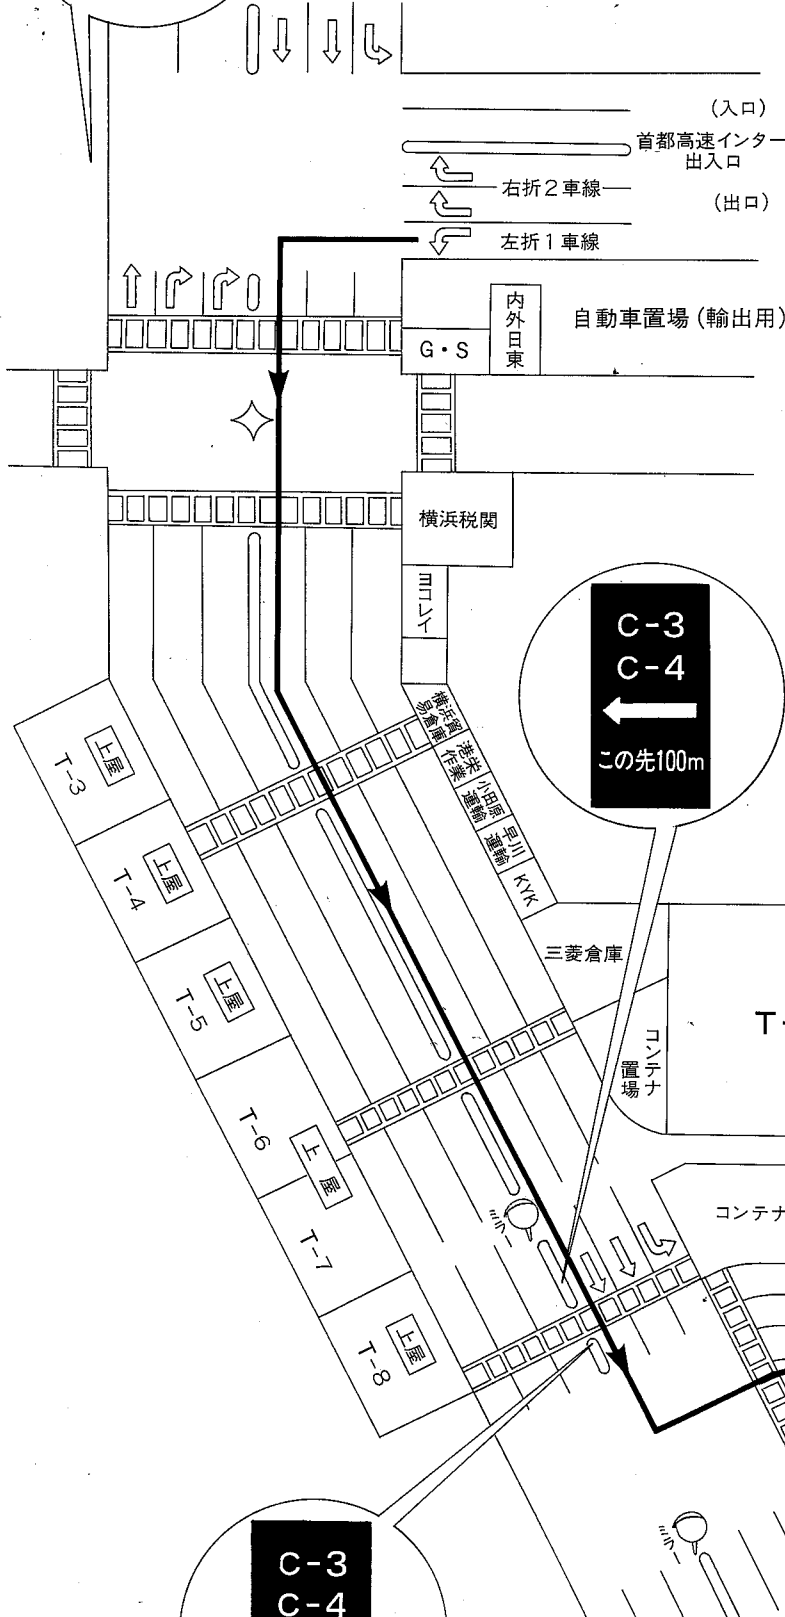 (入口)
首都高速インター
出入口
右折2車線
(出口)
左折1車線
内外日東
自動車置場(輸出用)
G・S
横浜税関
ヨコレイ
C-3
C-4
この先100m
横浜貿
易倉庫
港栄
作業
小田原
運輸
早川
運輸
KYK
T-3
上屋
T-4
上屋
三菱倉庫
T-5
上屋
T-
コンテナ
置場
T-6
上屋
ミラー
コンテナ
T-7
T-8
上屋
ミラー
C-3
C-4